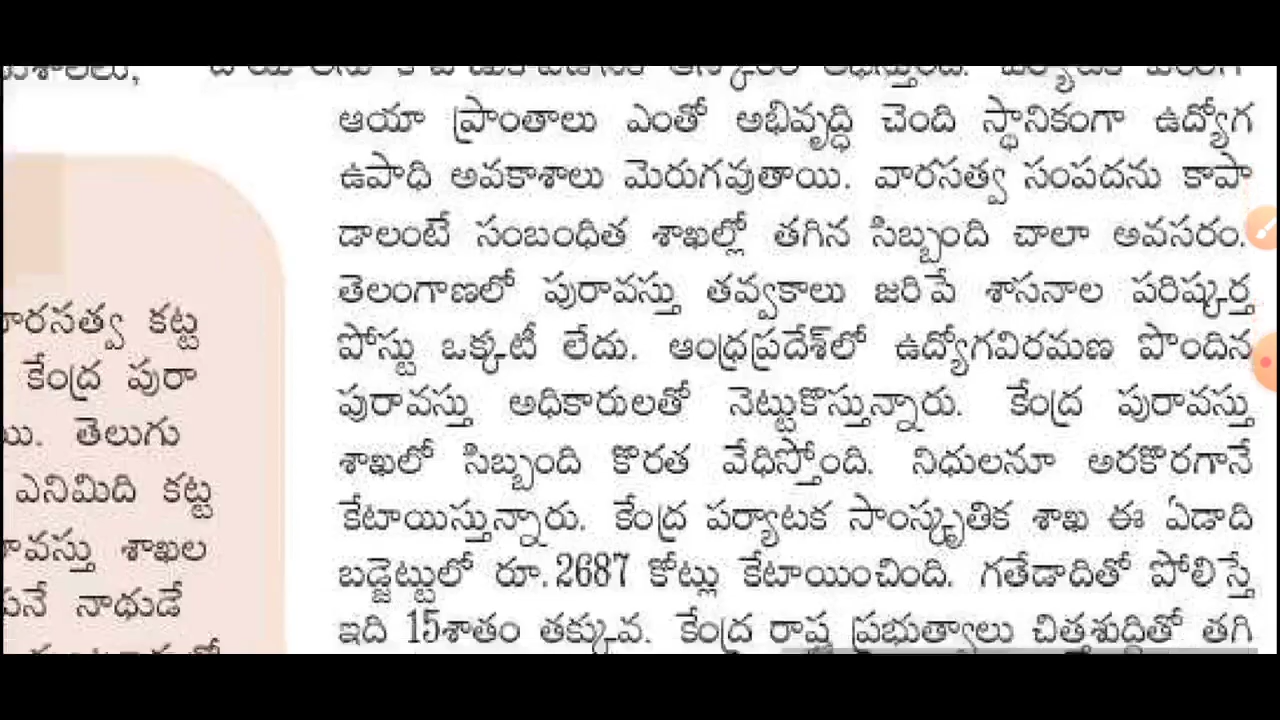 ఆయా ప్రాంతాలు ఎంతో అభివృద్ధి చెంది స్థానికంగా ఉద్యోగ
ఉపాధి అవకాశాలు మెరుగవుతాయి. వారసత్వ సంపదను కాపా
డాలంటే సంబంధిత శాఖల్లో తగిన సిబ్బంది చాలా అవసరం.
తెలంగాణలో పురావస్తు తవ్వకాలు జరిపే శాసనాల పరిష్కర్త
పోస్టు ఒక్కటీ లేదు. ఆంధ్రప్రదేశ్‌లో ఉద్యోగవిరమణ పొందిన
పురావస్తు అధికారులతో నెట్టుకొస్తున్నారు. కేంద్ర పురావస్తు
శాఖలో సిబ్బంది కొరత వేధిస్తోంది. నిధులనూ అరకొరగానే
కేటాయిస్తున్నారు. కేంద్ర పర్యాటక సాంస్కృతిక శాఖ ఈ ఏడాది
బడ్జెట్టులో రూ.2687 కోట్లు కేటాయించింది. గతేడాదితో పోలిస్తే
ఇది 15శాతం తక్కువ. కేంద్ర రాష్ట్ర ప్రభుత్వాలు చిత్తశుద్ధితో తగి
కట్ట
కేంద్ర పురా
తెలుగు
ఎనిమిది కట్ట
శాఖల
నాథుడే